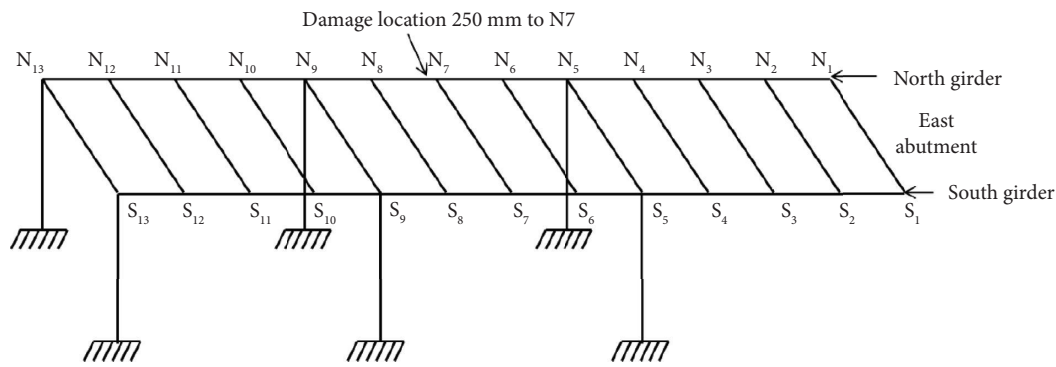 Damage location 250 mm to N7
N₁₃ N₁₂ N₁₁ N₁₀ N₉ N₈ N₇ N₆ N₅ N₄ N₃ N₂ N₁
North girder
East
abutment
South girder
S₁₃ S₁₂ S₁₁ S₁₀ S₉ S₈ S₇ S₆ S₅ S₄ S₃ S₂ S₁